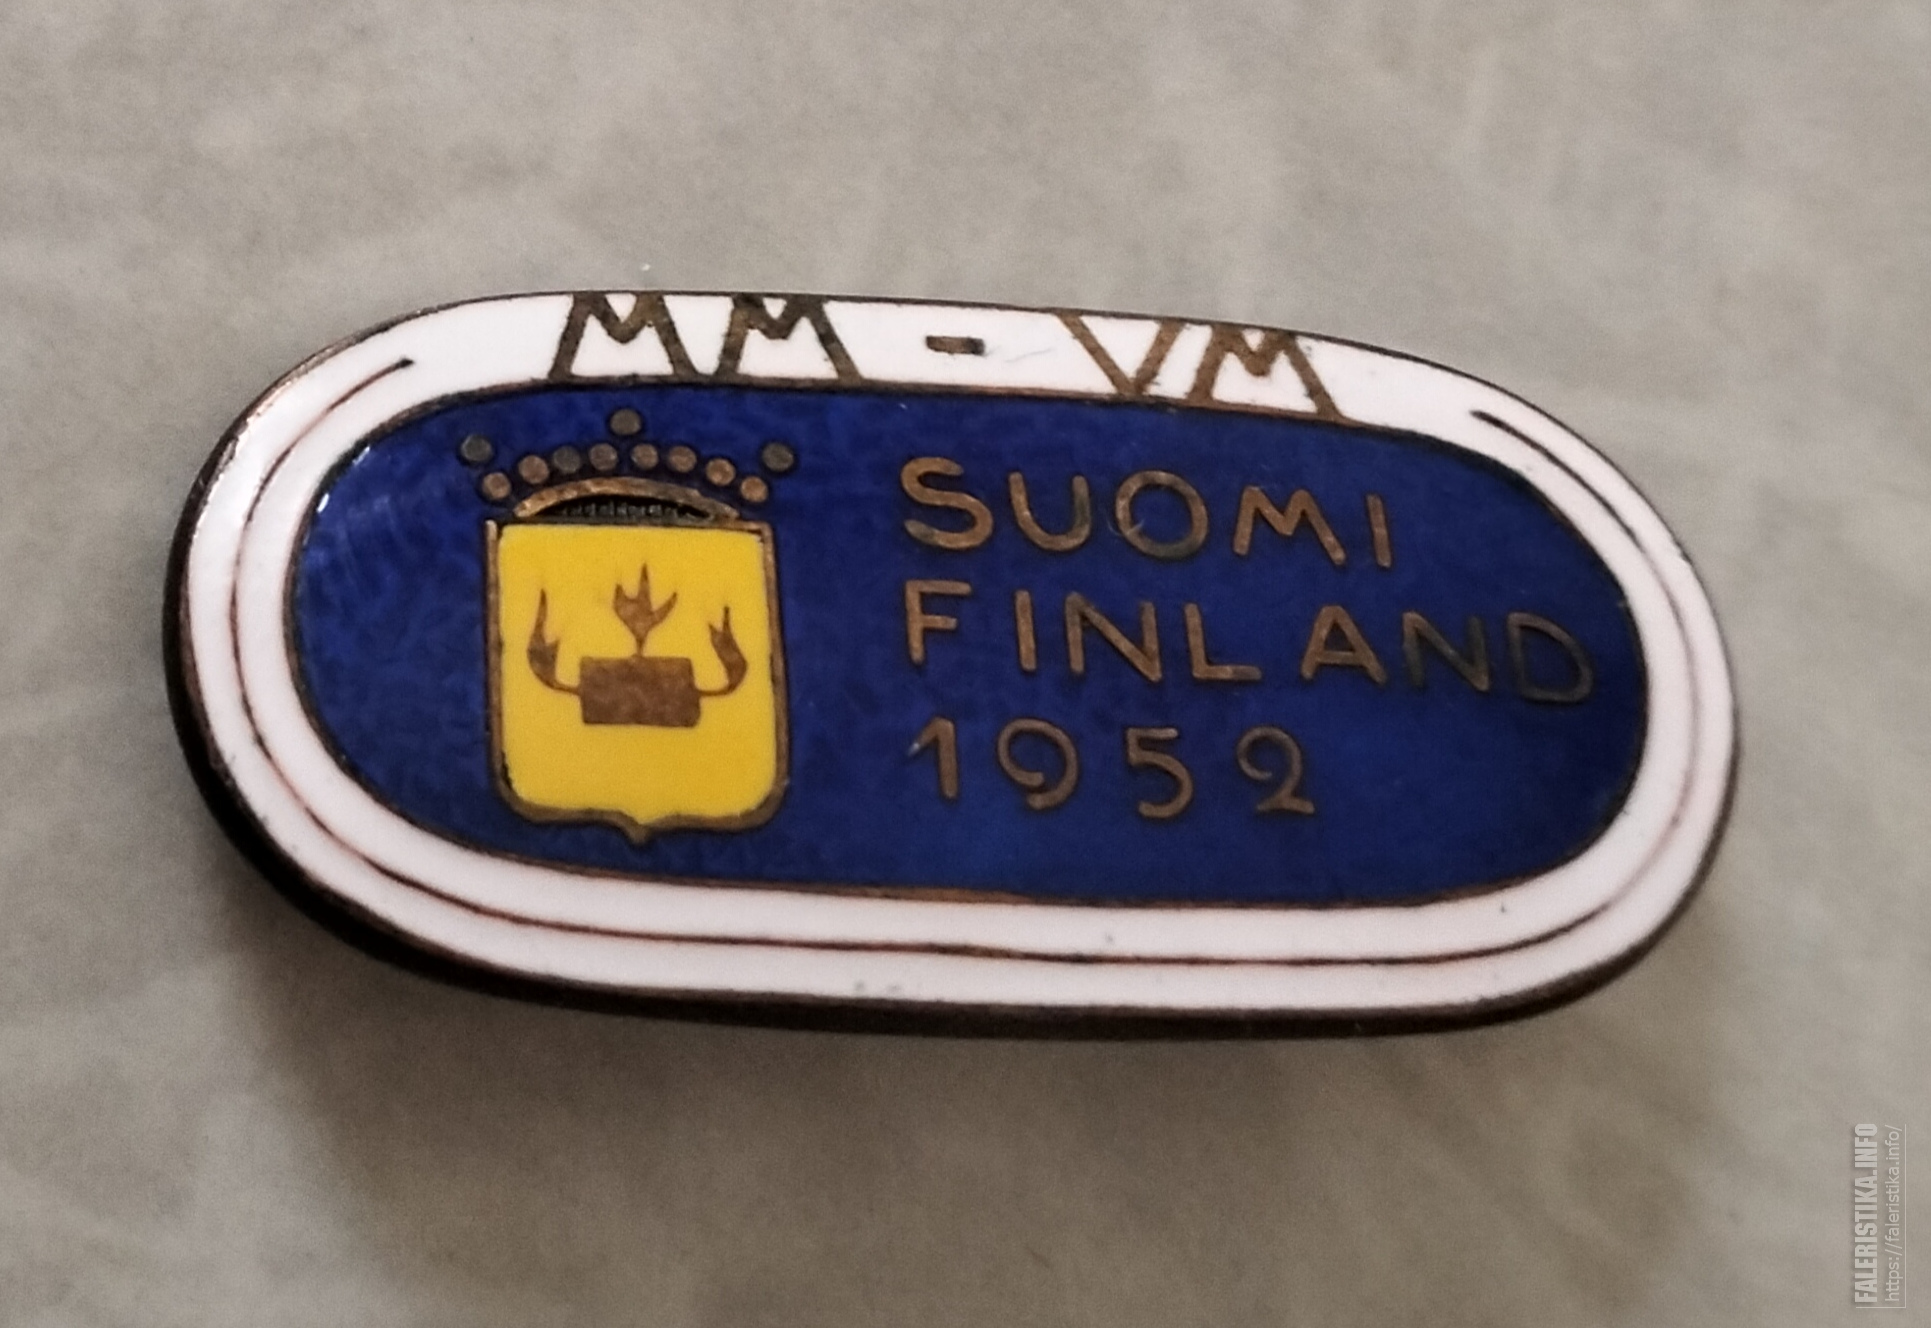 MM - VM
SUOMI
FINLAND
1952
FALERISTIKA.INFO
https://faleristika.info/